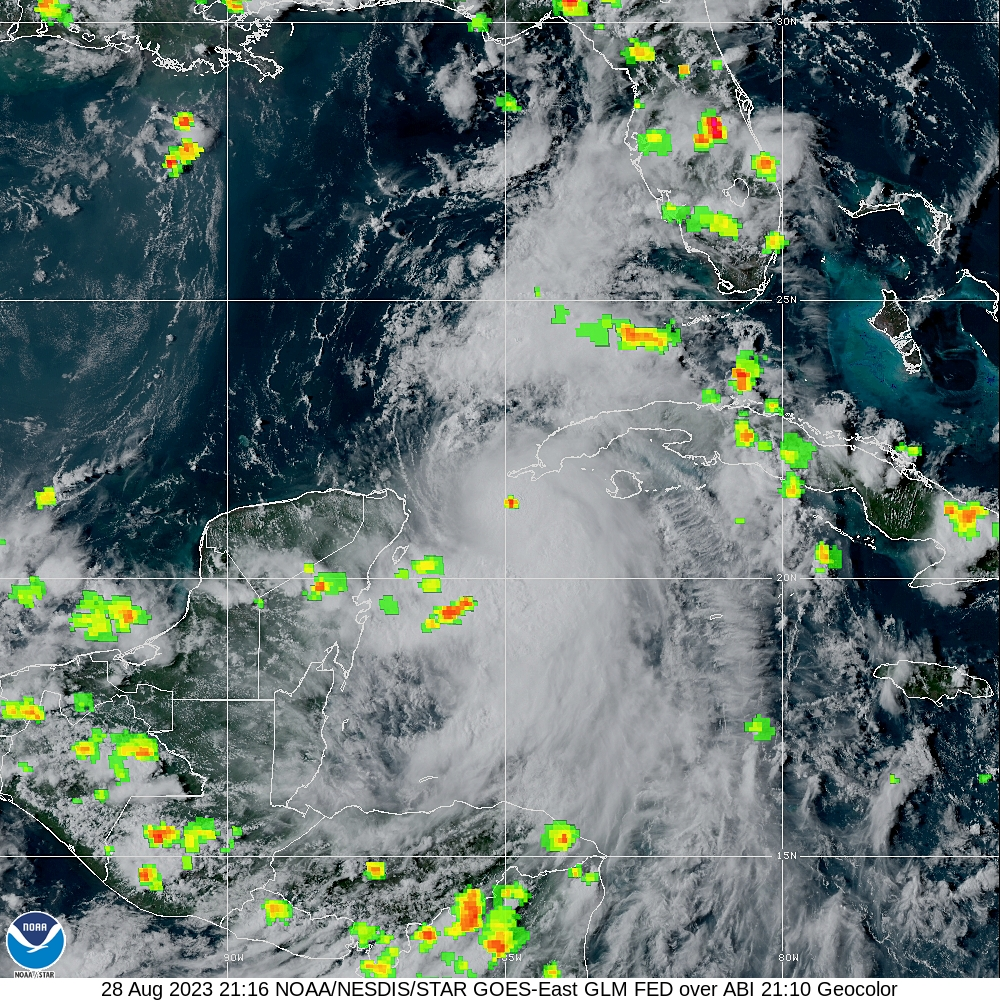 30N
25N
20N
15N
90W
85W
80W
NOAA
NOAA STAR
28 Aug 2023 21:16 NOAA/NESDIS/STAR GOES-East GLM FED over ABI 21:10 Geocolor